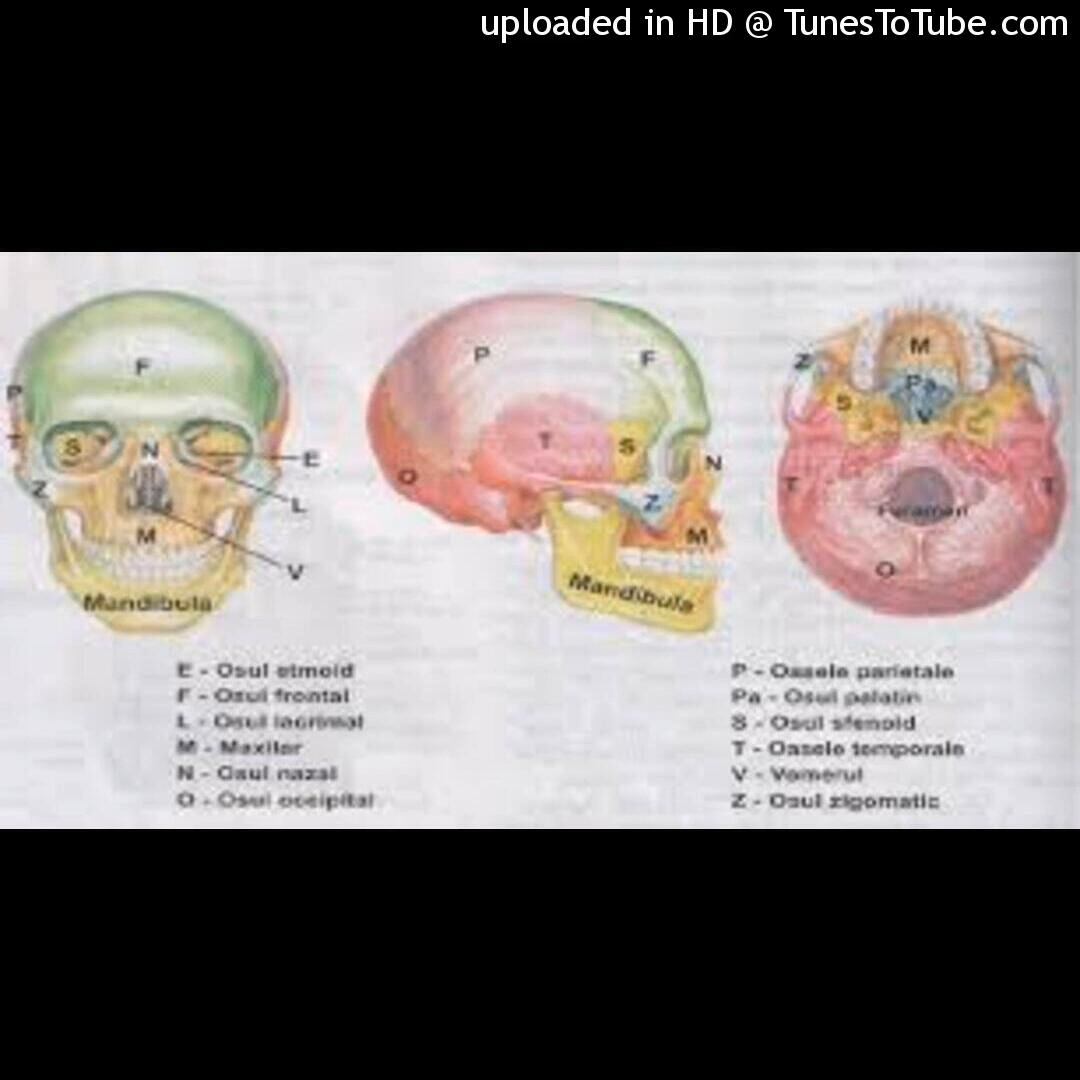 uploaded in HD @ TunesToTube.com
F
P
T
S
N
Z
E
L
M
V
Mandibula
P
F
T
S
O
N
Z
M
Mandibula
M
Z
Pa
S
V
T
T
Foramen
O
E - Osul etmoid
F - Osul frontal
L - Osul lacrimal
M - Maxilar
N - Osul nazal
O - Osul occipital
P - Oasele parietale
Pa - Osul palatin
S - Osul sfenoid
T - Oasele temporale
V - Vomerul
Z - Osul zigomatic